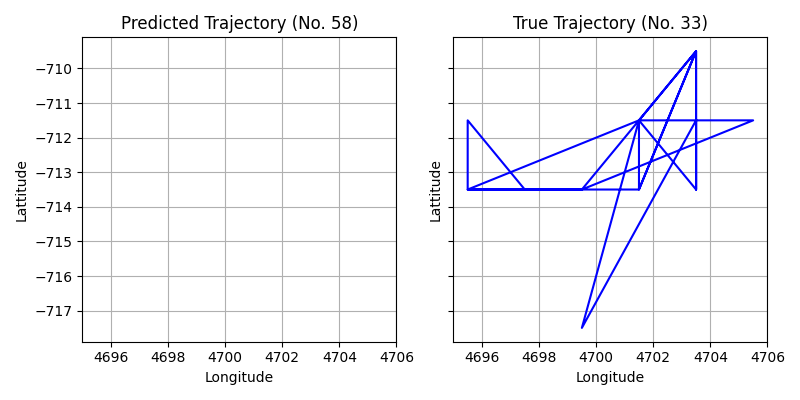 Predicted Trajectory (No. 58)
True Trajectory (No. 33)
−710
−711
−712
−713
−714
−715
−716
−717
Lattitude
Lattitude
4696 4698 4700 4702 4704 4706
4696 4698 4700 4702 4704 4706
Longitude
Longitude